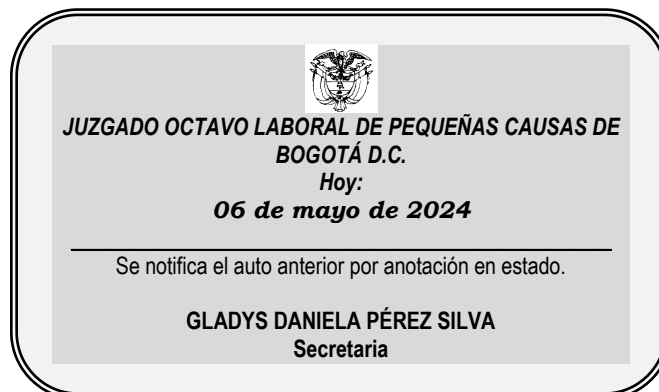 JUZGADO OCTAVO LABORAL DE PEQUEÑAS CAUSAS DE
BOGOTÁ D.C.
Hoy:
06 de mayo de 2024
Se notifica el auto anterior por anotación en estado.
GLADYS DANIELA PÉREZ SILVA
Secretaria